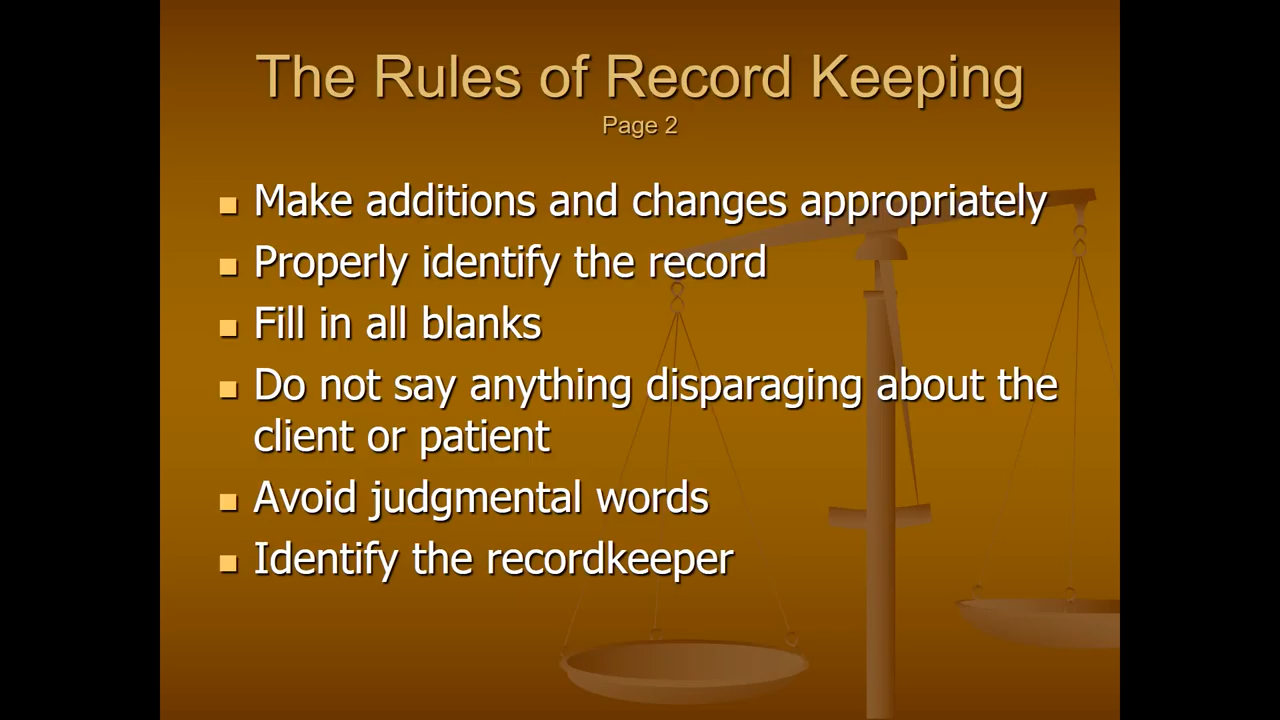 The Rules of Record Keeping
Page 2
Make additions and changes appropriately
Properly identify the record
Fill in all blanks
Do not say anything disparaging about the
client or patient
Avoid judgmental words
Identify the recordkeeper